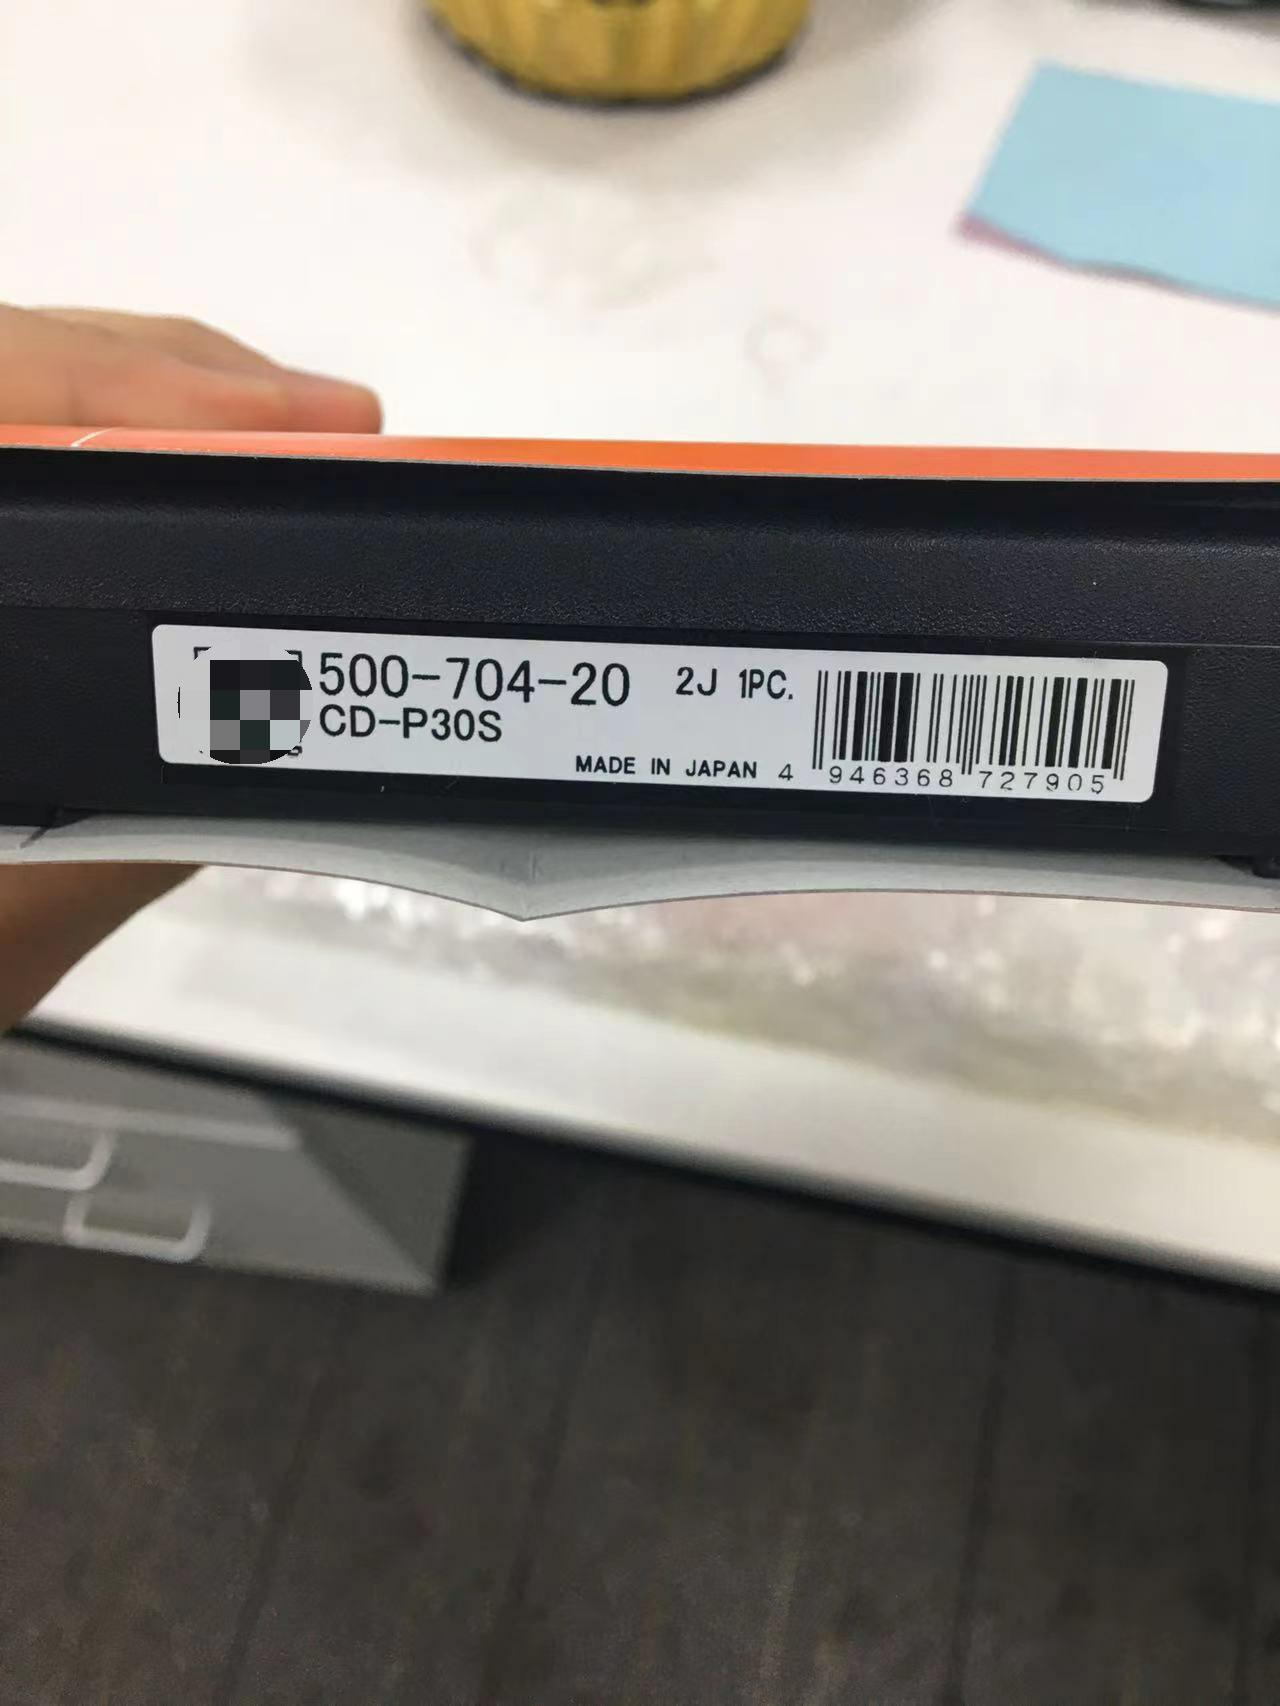 500-704-20 2J 1PC.
CD-P30S
MADE IN JAPAN 4 946368 727905